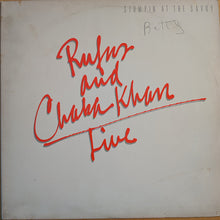 STOMPIN' AT THE SAVOY
Betty
Rufus
and
Chaka Khan
Live